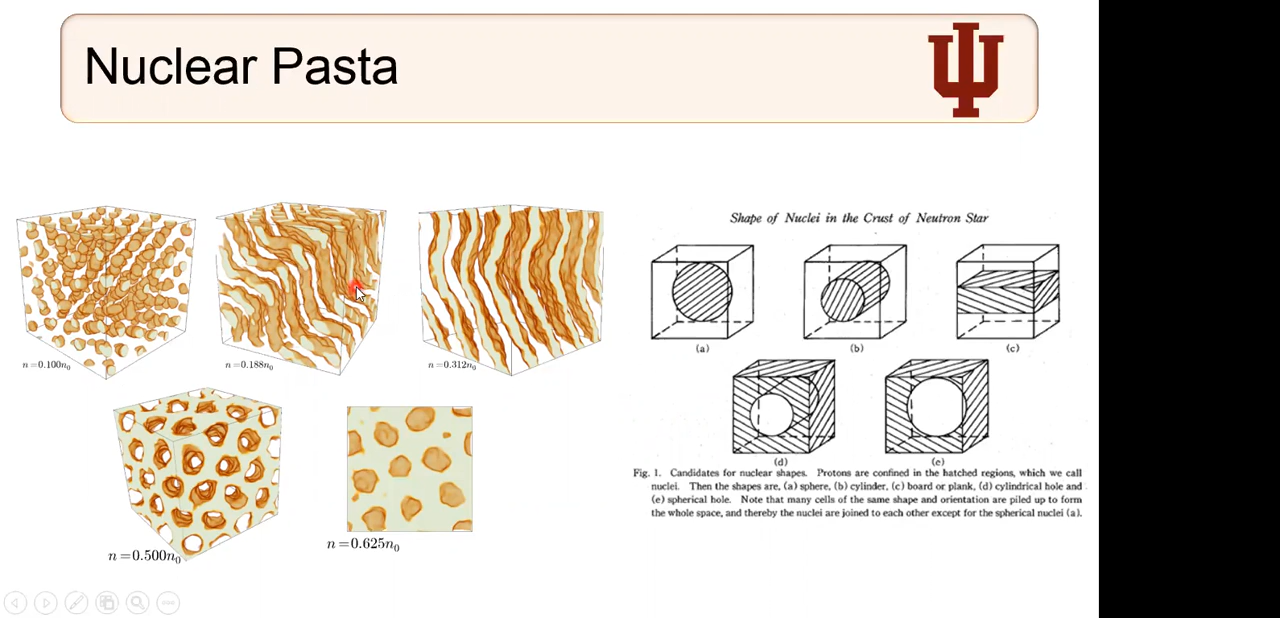 Nuclear Pasta
n=0.100n₀
n=0.188n₀
n=0.312n₀
n=0.500n₀
n=0.625n₀
Shape of Nuclei in the Crust of Neutron Star
(a)
(b)
(c)
(d)
(e)
Fig. 1. Candidates for nuclear shapes. Protons are confined in the hatched regions, which we call
nuclei. Then the shapes are, (a) sphere, (b) cylinder, (c) board or plank, (d) cylindrical hole and
(e) spherical hole. Note that many cells of the same shape and orientation are piled up to form
the whole space, and thereby the nuclei are joined to each other except for the spherical nuclei (a).